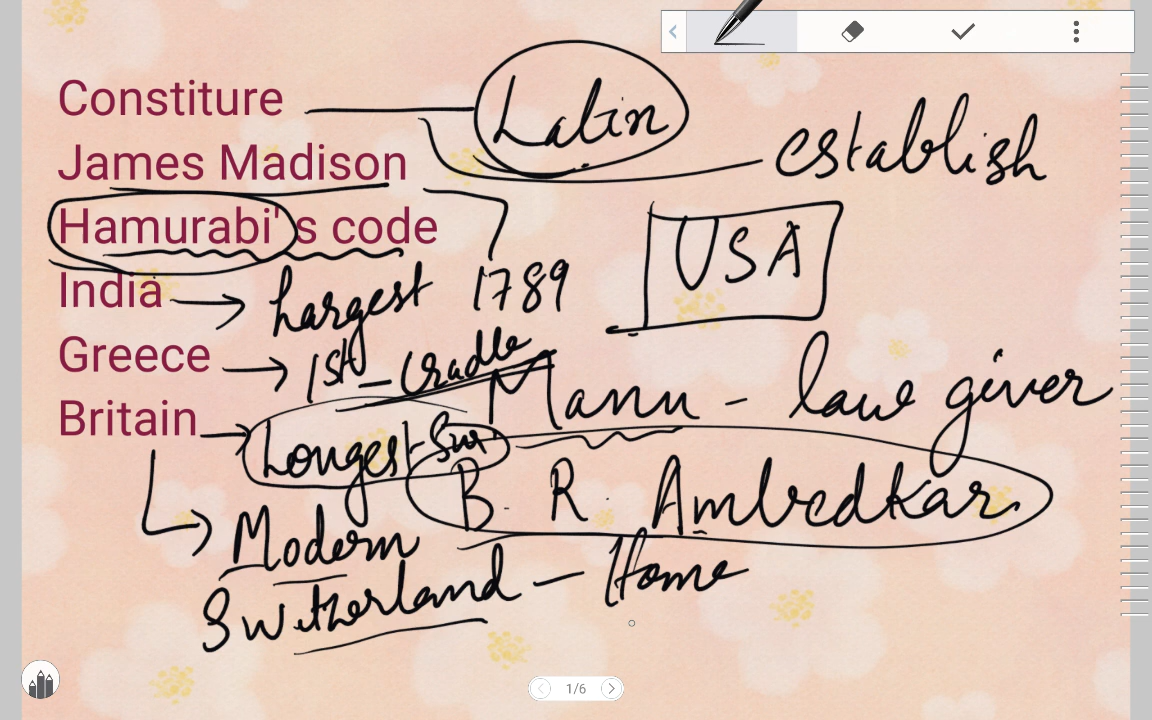 Constiture Latin
establish
James Madison
Hamurabi' s code
USA
India largest 1789
Greece 1st - Cradle
Manu - law giver
Britain Longest Sur
B. R. Ambedkar
Modern
Switzerland - Home
1/6